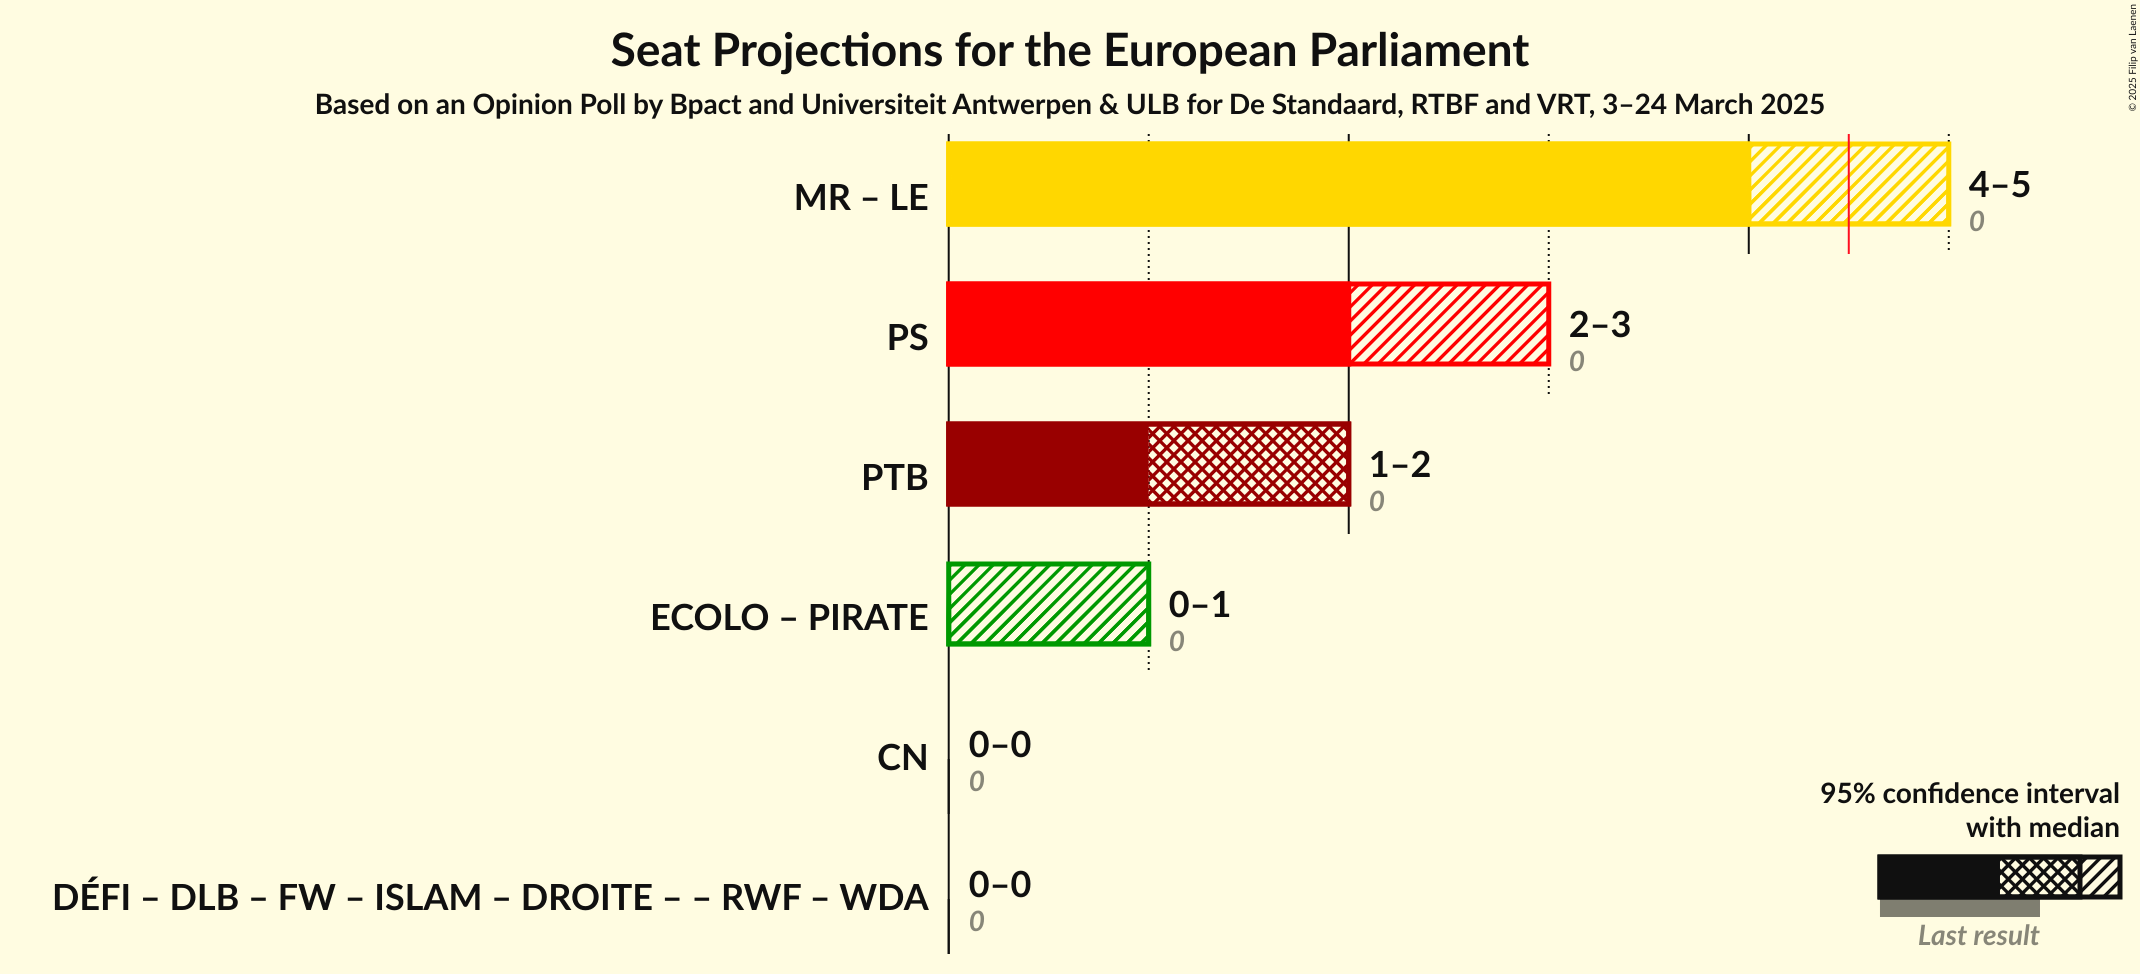 Seat Projections for the European Parliament
Based on an Opinion Poll by Bpact and Universiteit Antwerpen & ULB for De Standaard, RTBF and VRT, 3–24 March 2025
© 2025 Filip van Laenen
MR – LE
4–5
0
PS
2–3
0
PTB
1–2
0
ECOLO – PIRATE
0–1
0
CN
0–0
0
DÉFI – DLB – FW – ISLAM – DROITE – – RWF – WDA
0–0
0
95% confidence interval
with median
Last result